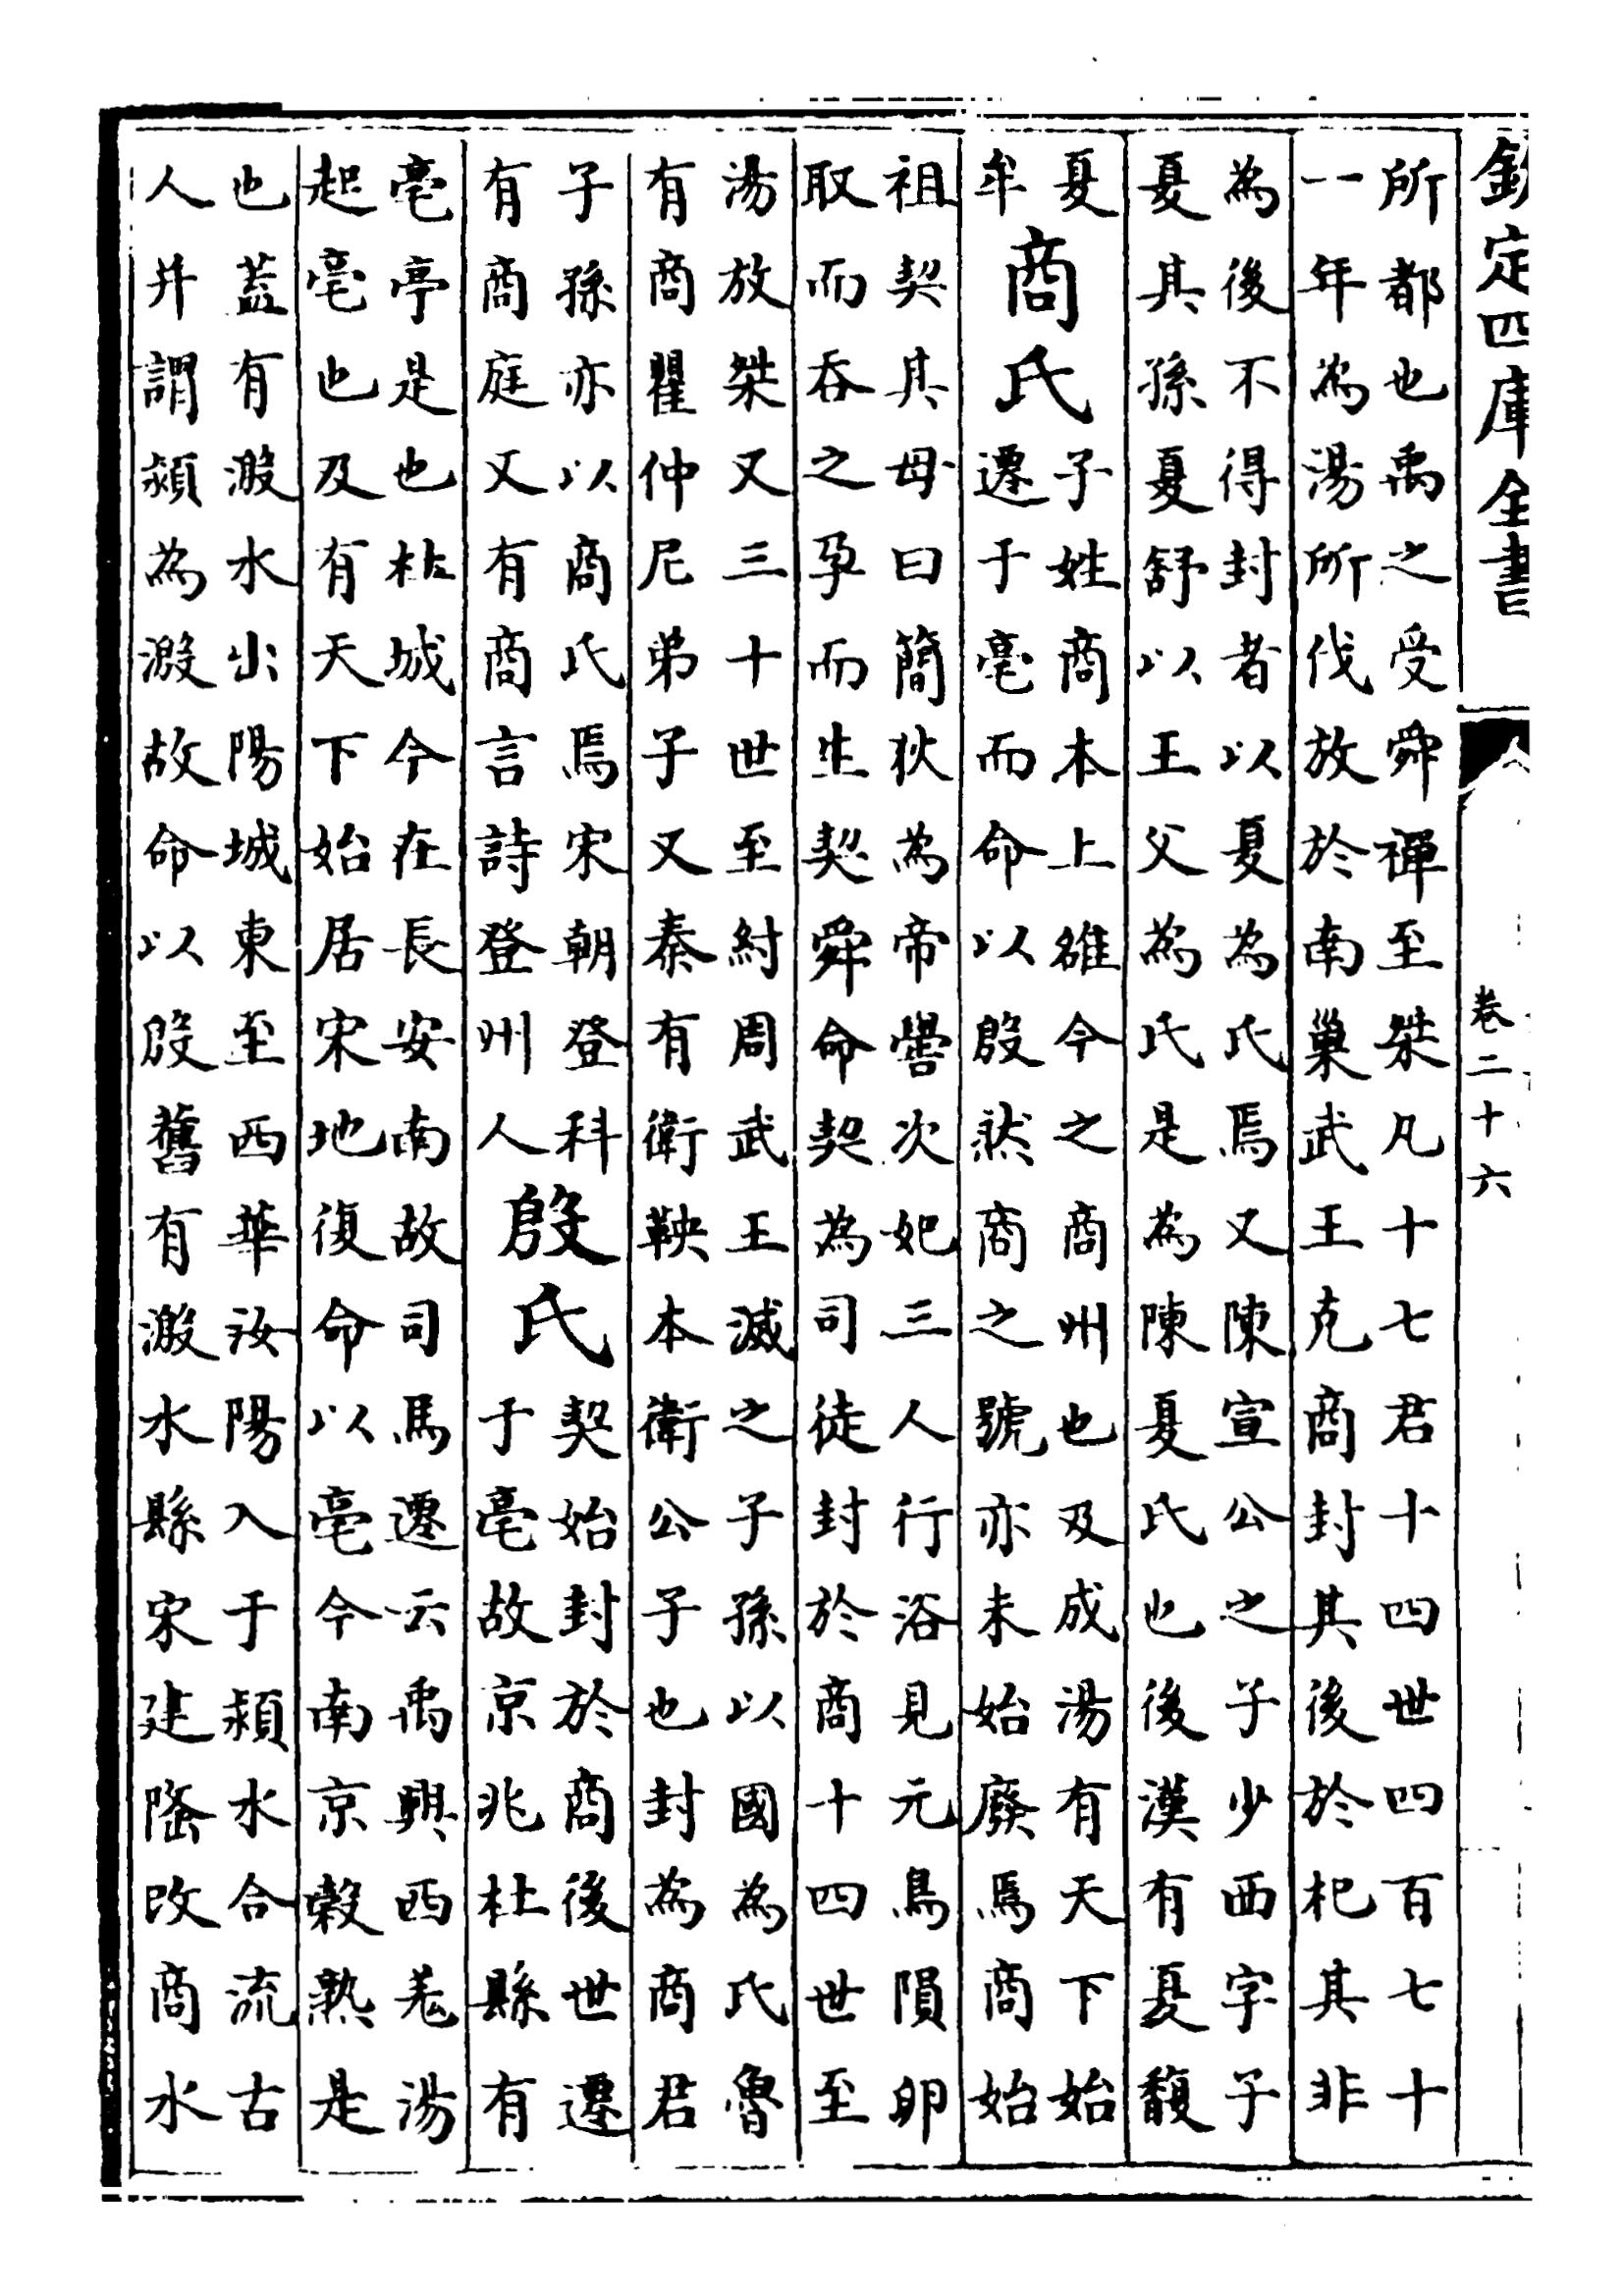 欽定四庫全書
卷二十六
所都也禹之受舜禪至桀凡十七君十四世四百七十
一年為湯所伐放於南巢武王克商封其後於杞其非
為後不得封者以夏為氏焉又陳宣公之子少西字子
夏其孫夏舒以王父為氏是為陳夏氏也後漢有夏馥
夏
牟
商氏
子姓商本上雒今之商州也及成湯有天下始
遷于亳而命以殷然商之號亦未始廢焉商始
祖契其母曰簡狄為帝嚳次妃三人行浴見元鳥隕卵
取而吞之孕而生契舜命契為司徒封於商十四世至
湯放桀又三十世至紂周武王滅之子孫以國為氏魯
有商瞿仲尼弟子又秦有衛鞅本衛公子也封為商君
子孫亦以商氏焉宋朝登科
有商庭又有商言詩登州人
殷氏
契始封於商後世遷
于亳故京兆杜縣有
亳亭是也杜城今在長安南故司馬遷云禹興西羌湯
起亳也及有天下始居宋地復命以亳今南京榖熟是
也蓋有溵水出陽城東至西華汝陽入于潁水合流古
人并謂潁為溵故命以殷舊有溵水縣宋建隆改商水